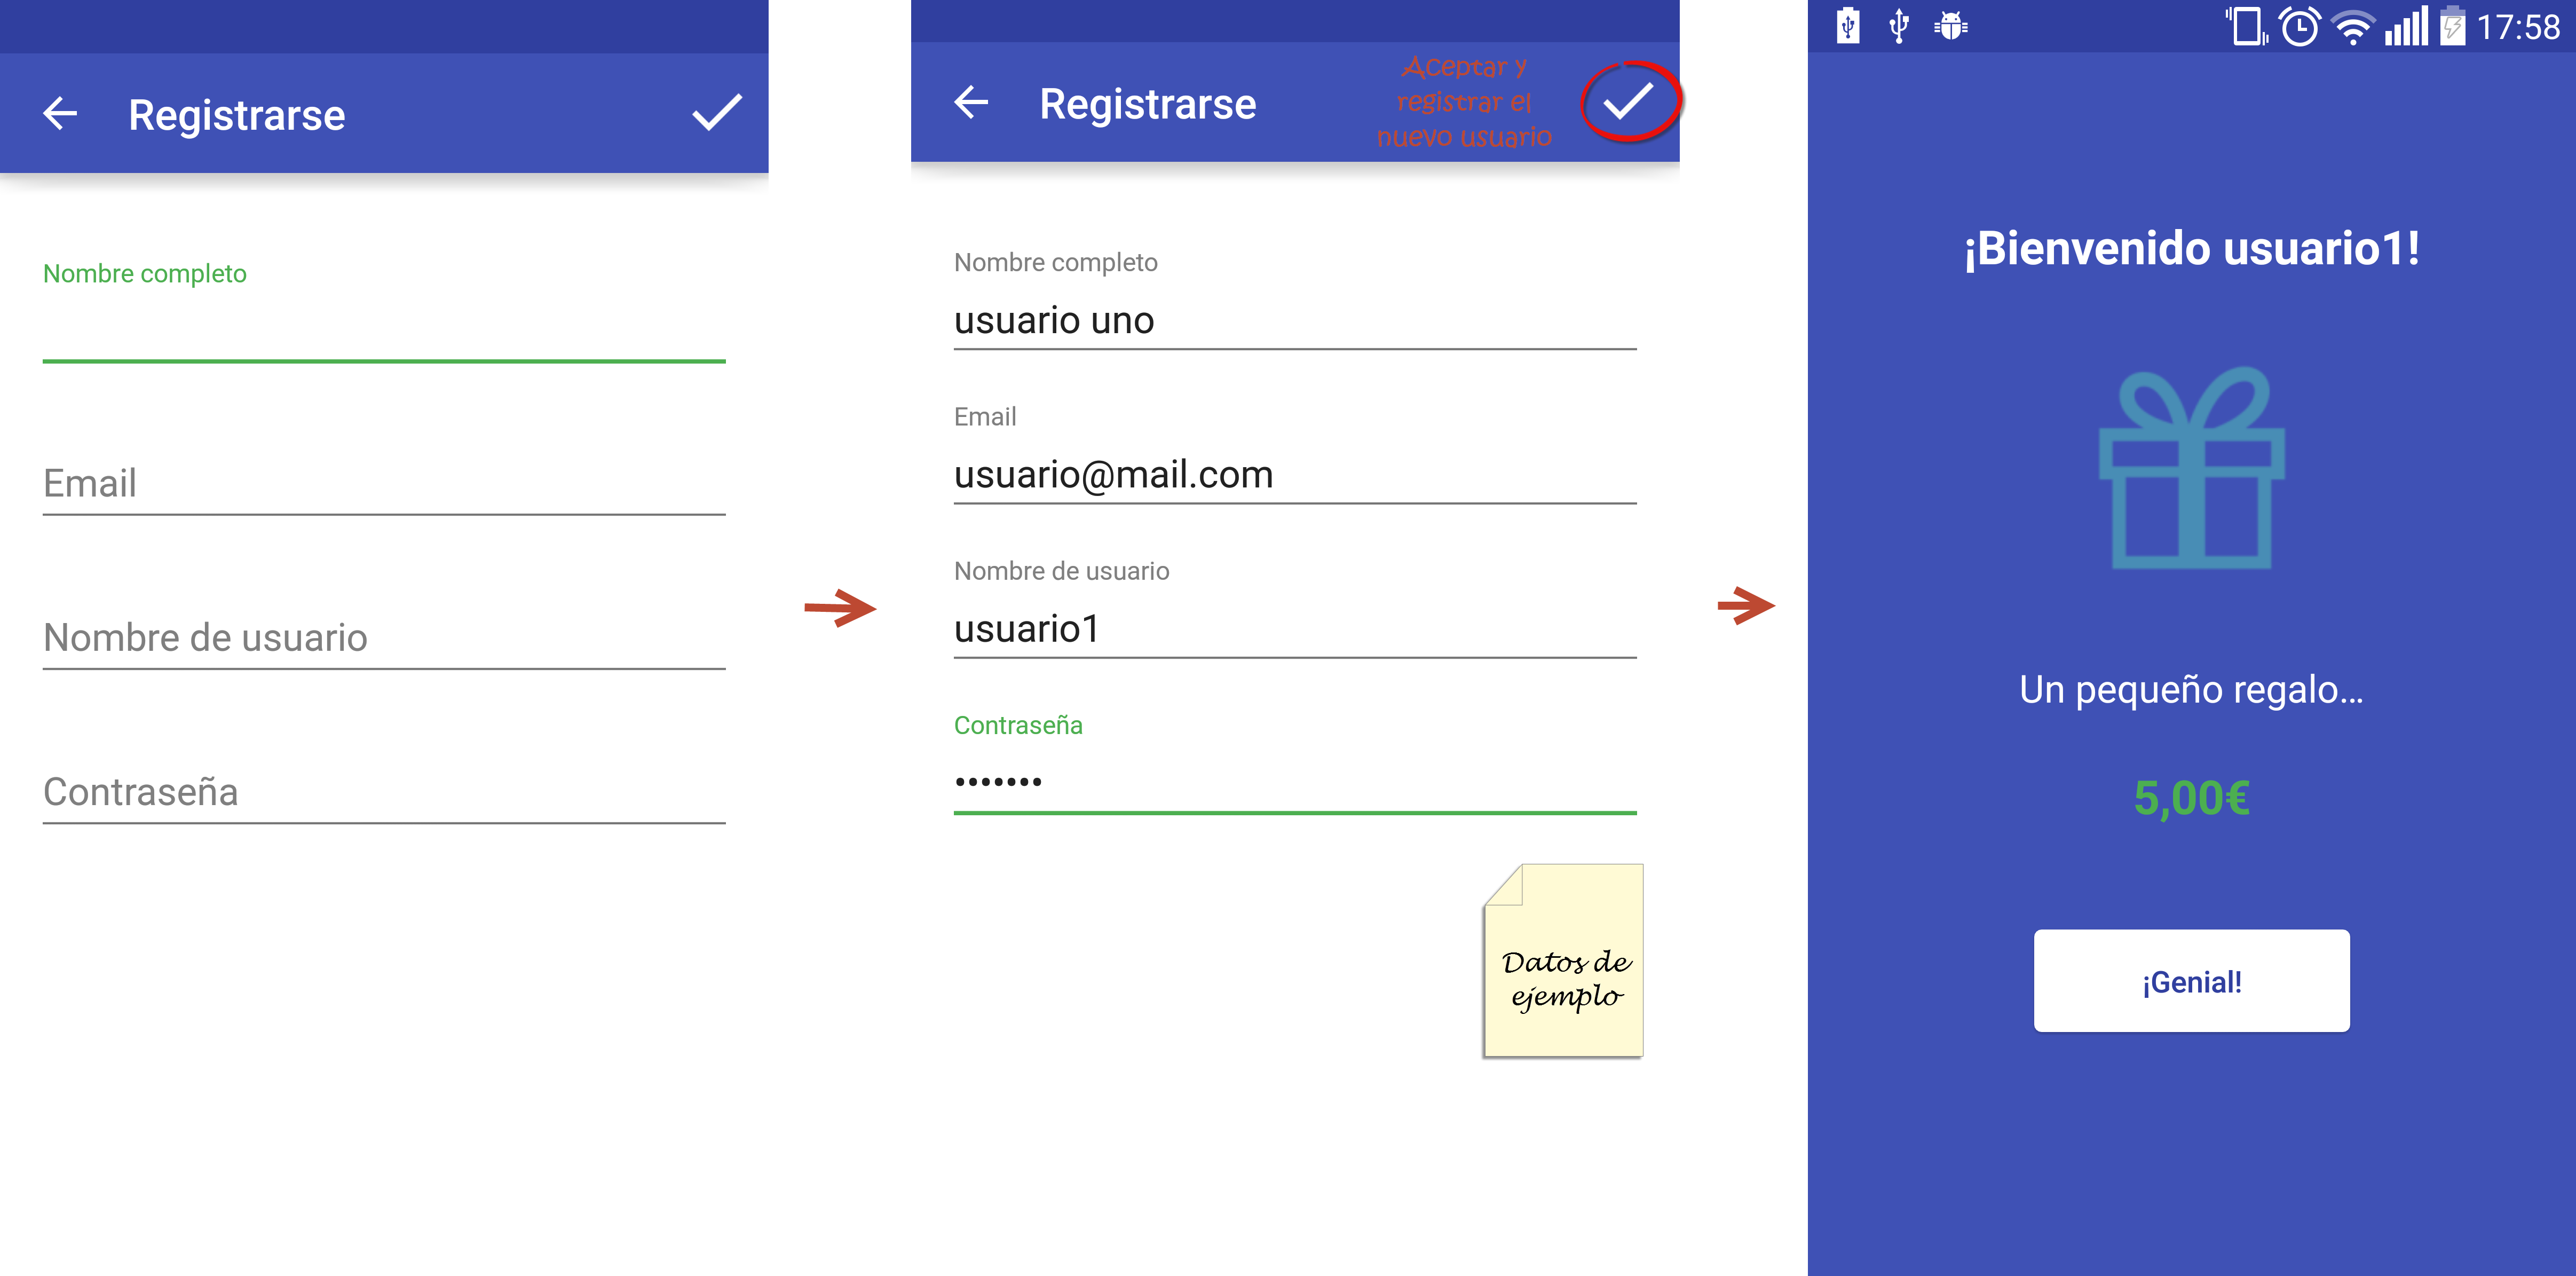 Registrarse
Nombre completo
Email
Nombre de usuario
Contraseña
Registrarse
Aceptar y
registrar el
nuevo usuario
Nombre completo
usuario uno
Email
usuario@mail.com
Nombre de usuario
usuario1
Contraseña
•••••••
Datos de
ejemplo
17:58
¡Bienvenido usuario1!
Un pequeño regalo...
5,00€
¡Genial!